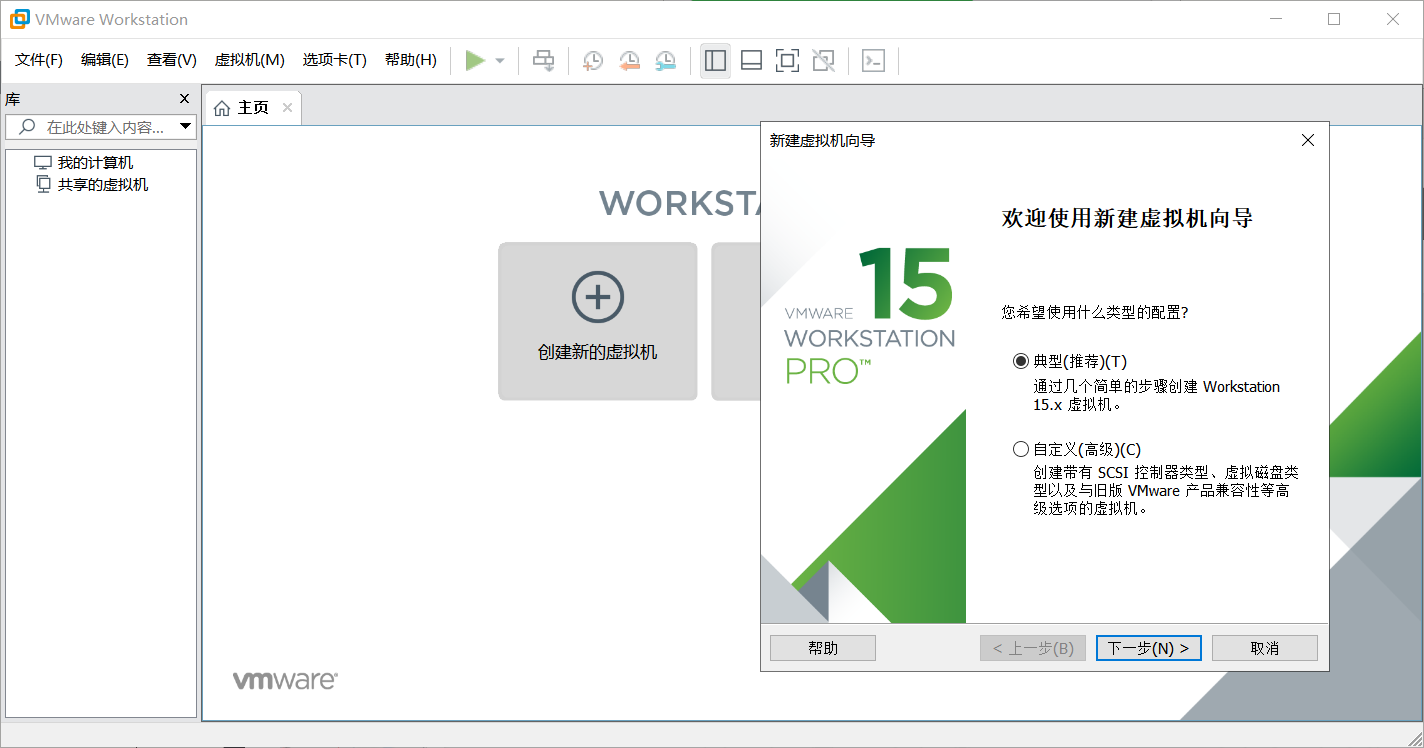 VMware Workstation
文件(F) 编辑(E) 查看(V) 虚拟机(M) 选项卡(T) 帮助(H)
库
在此处键入内容...
我的计算机
共享的虚拟机
主页
WORKSTA
创建新的虚拟机
vmware
新建虚拟机向导
15
VMWARE
WORKSTATION
PRO™
欢迎使用新建虚拟机向导
您希望使用什么类型的配置?
典型(推荐)(T)
通过几个简单的步骤创建 Workstation
15.x 虚拟机。
自定义(高级)(C)
创建带有 SCSI 控制器类型、虚拟磁盘类
型以及与旧版 VMware 产品兼容性等高
级选项的虚拟机。
帮助 < 上一步(B) 下一步(N) > 取消